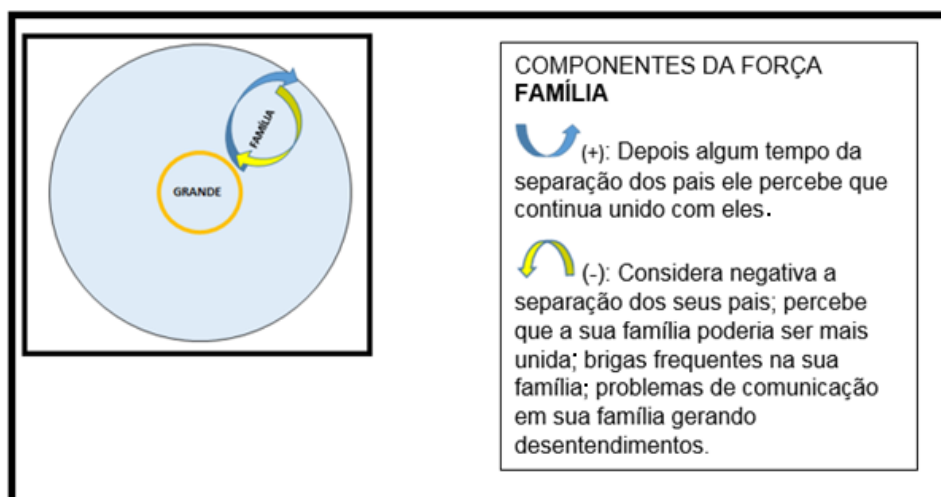 FAMÍLIA
GRANDE
COMPONENTES DA FORÇA
FAMÍLIA
(+): Depois algum tempo da
separação dos pais ele percebe que
continua unido com eles.
(-): Considera negativa a
separação dos seus pais; percebe
que a sua família poderia ser mais
unida; brigas frequentes na sua
família; problemas de comunicação
em sua família gerando
desentendimentos.